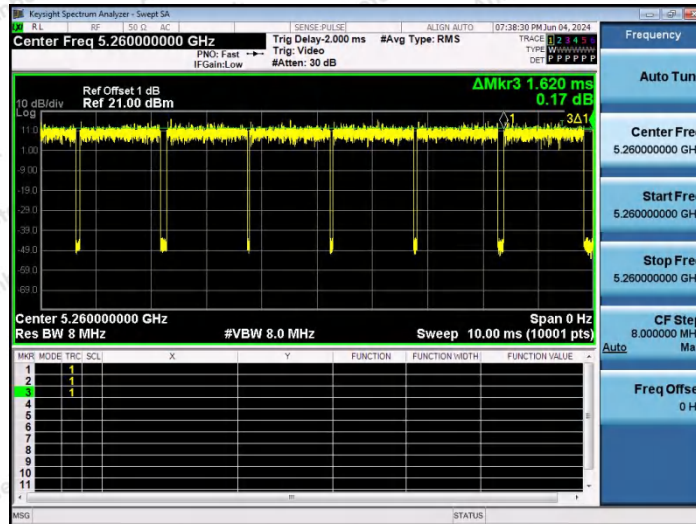 Keysight Spectrum Analyzer - Swept SA
RL RF 50 Ω AC SENSE:PULSE ALIGN AUTO 07:38:30 PM Jun 04, 2024
Center Freq 5.260000000 GHz
PNO: Fast
IFGain:Low
Trig Delay-2.000 ms
Trig: Video
#Atten: 30 dB
#Avg Type: RMS
TRACE 1 2 3 4 5 6
TYPE W
DET P P P P P P
Frequency
Auto Tun
Center Fre
5.260000000 GH
Start Fre
5.260000000 GH
Stop Fre
5.260000000 GH
CF Ste
8.000000 MH
Auto Ma
Freq Offse
0 H
10 dB/div
Log
Ref Offset 1 dB
Ref 21.00 dBm
ΔMkr3 1.620 ms
0.17 dB
1
3Δ1
11.0
1.00
-9.00
-19.0
-29.0
-39.0
-49.0
-59.0
-69.0
Center 5.260000000 GHz
Span 0 Hz
Res BW 8 MHz
#VBW 8.0 MHz
Sweep 10.00 ms (10001 pts)
MKR MODE TRC SCL X Y FUNCTION FUNCTION WIDTH FUNCTION VALUE
1 1
2 1
3 1
4
5
6
7
8
9
10
11
MSG STATUS